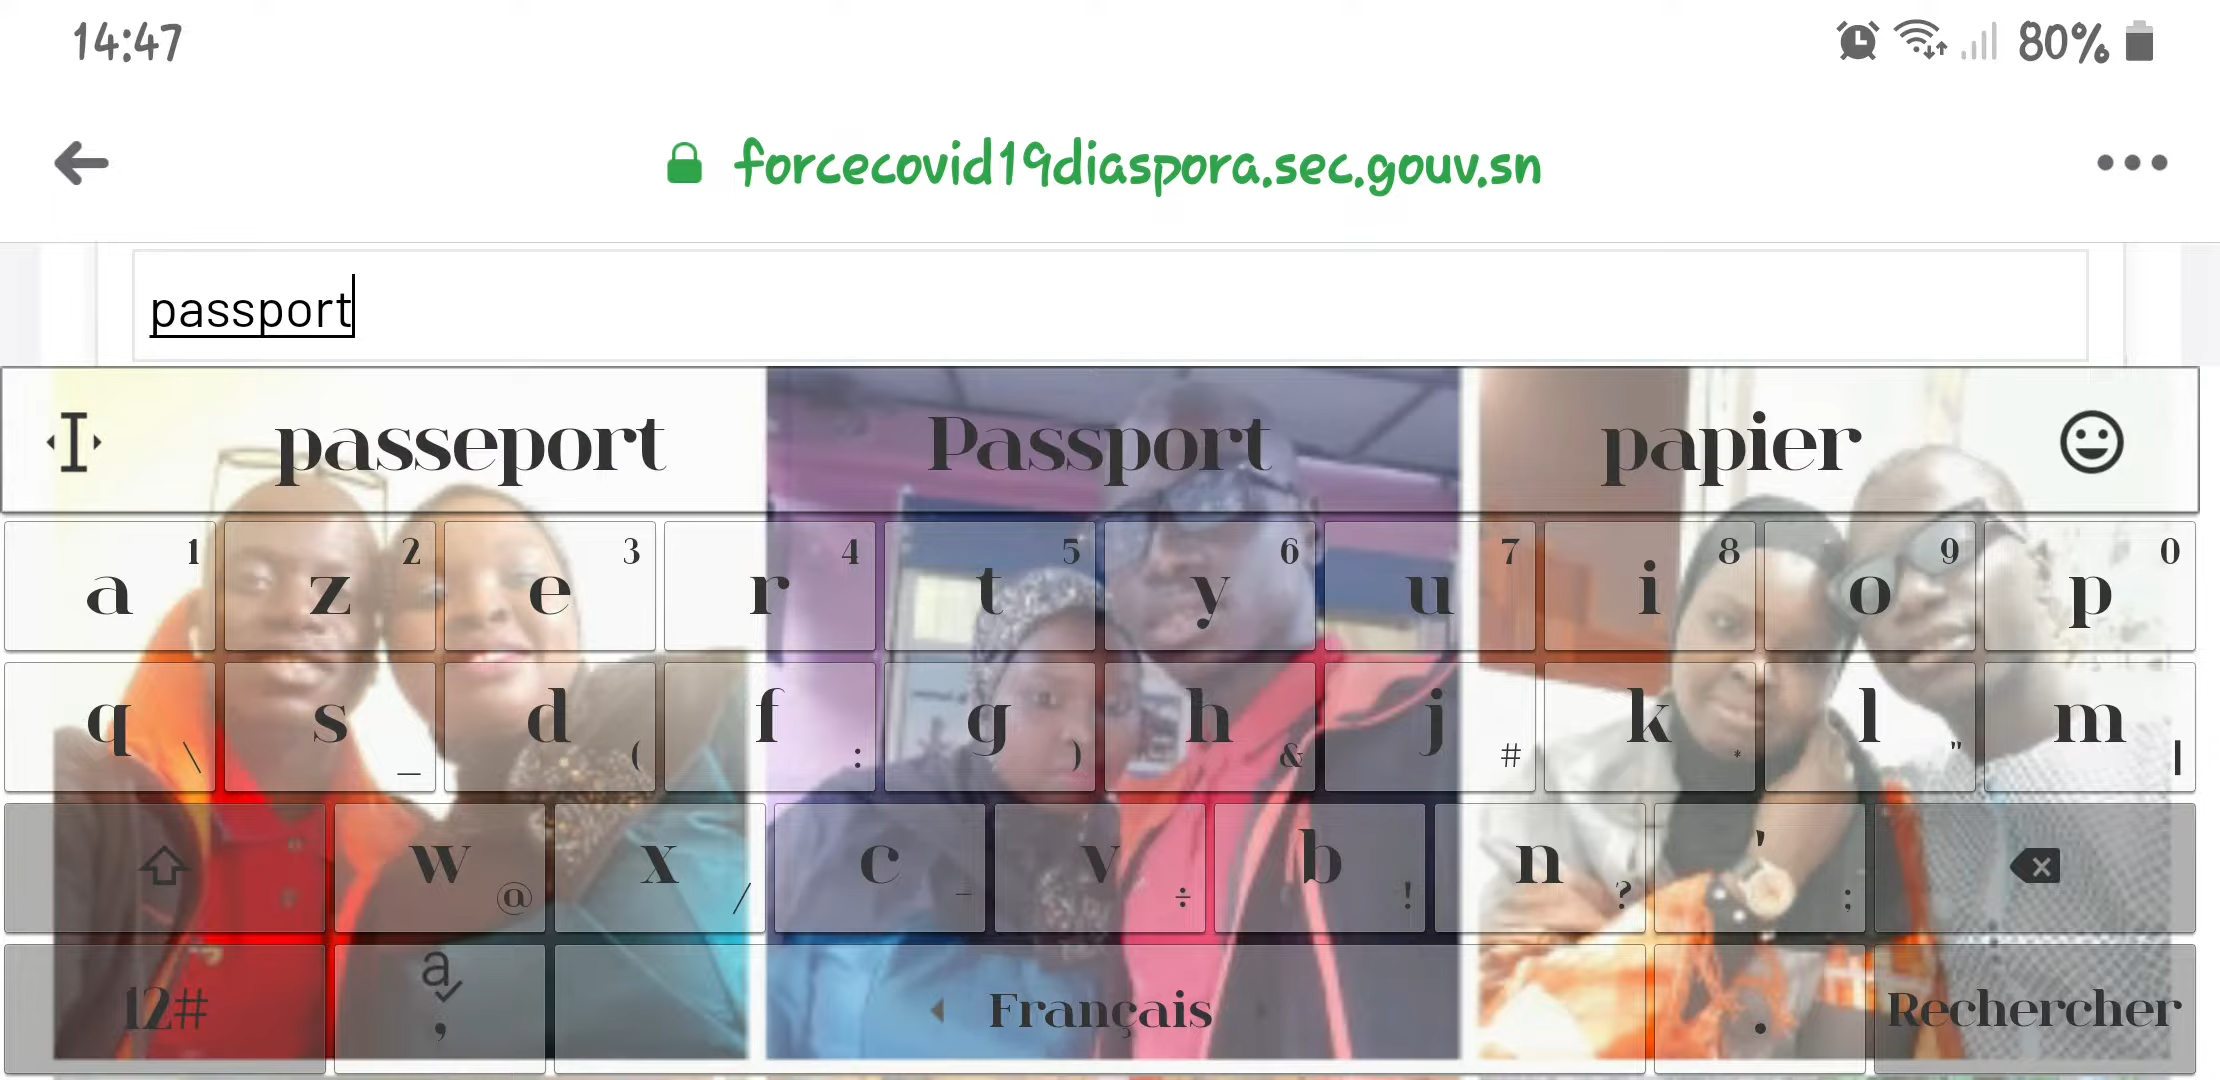 14:47 80%
forcecovid19diaspora.sec.gouv.sn
passport
passeport Passport papier
1 2 3 4 5 6 7 8 9 0
a z e r t y u i o p
q s d f g h j k l m
\ _ ( : ) & # * " |
w x c v b n '
@ / - ÷ ! ? ;
12# a , Français . Rechercher